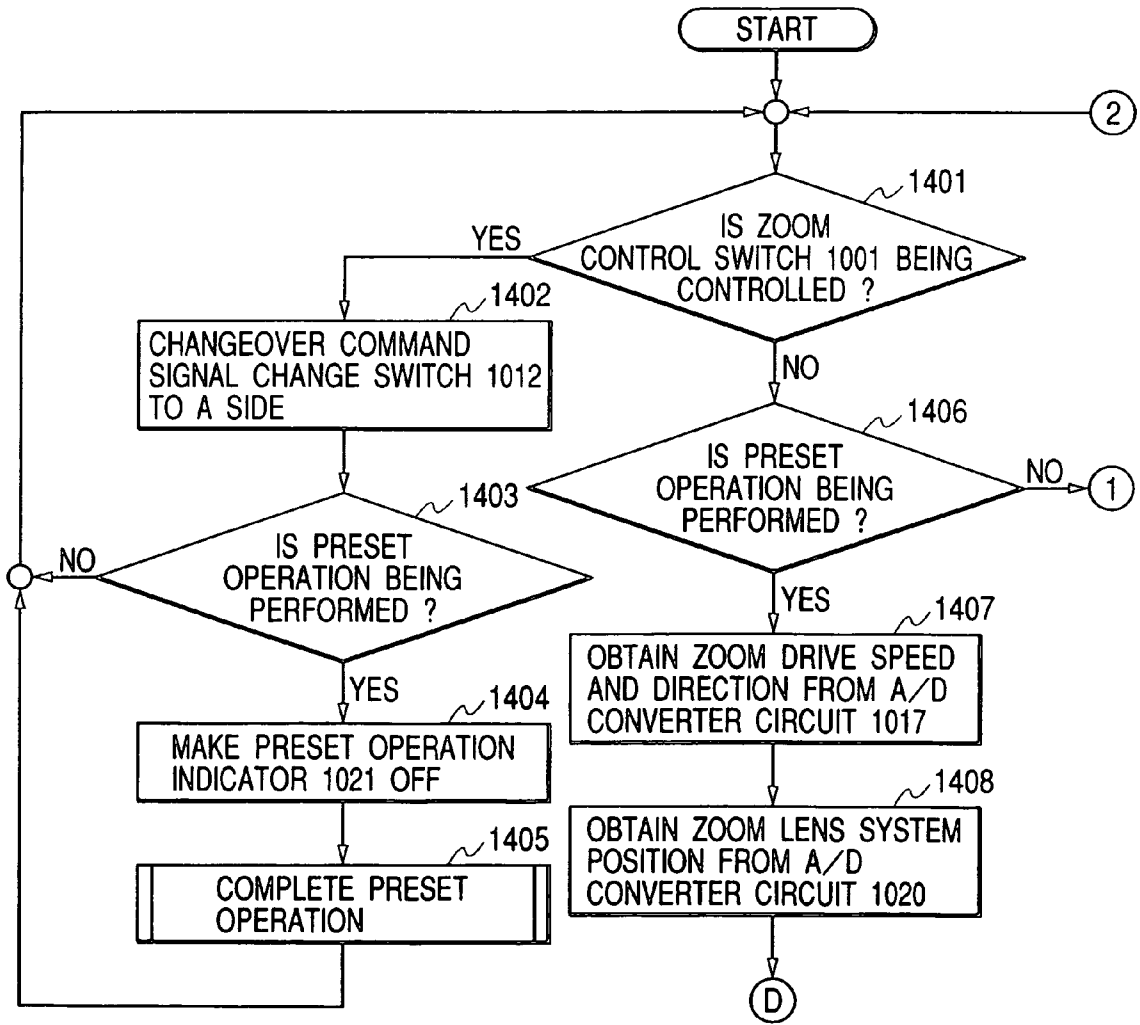 START
2
1401
IS ZOOM
CONTROL SWITCH 1001 BEING
CONTROLLED ?
YES
NO
1402
CHANGEOVER COMMAND
SIGNAL CHANGE SWITCH 1012
TO A SIDE
1403
IS PRESET
OPERATION BEING
PERFORMED ?
NO
YES
1404
MAKE PRESET OPERATION
INDICATOR 1021 OFF
1405
COMPLETE PRESET
OPERATION
1406
IS PRESET
OPERATION BEING
PERFORMED ?
NO
1
YES
1407
OBTAIN ZOOM DRIVE SPEED
AND DIRECTION FROM A/D
CONVERTER CIRCUIT 1017
1408
OBTAIN ZOOM LENS SYSTEM
POSITION FROM A/D
CONVERTER CIRCUIT 1020
D